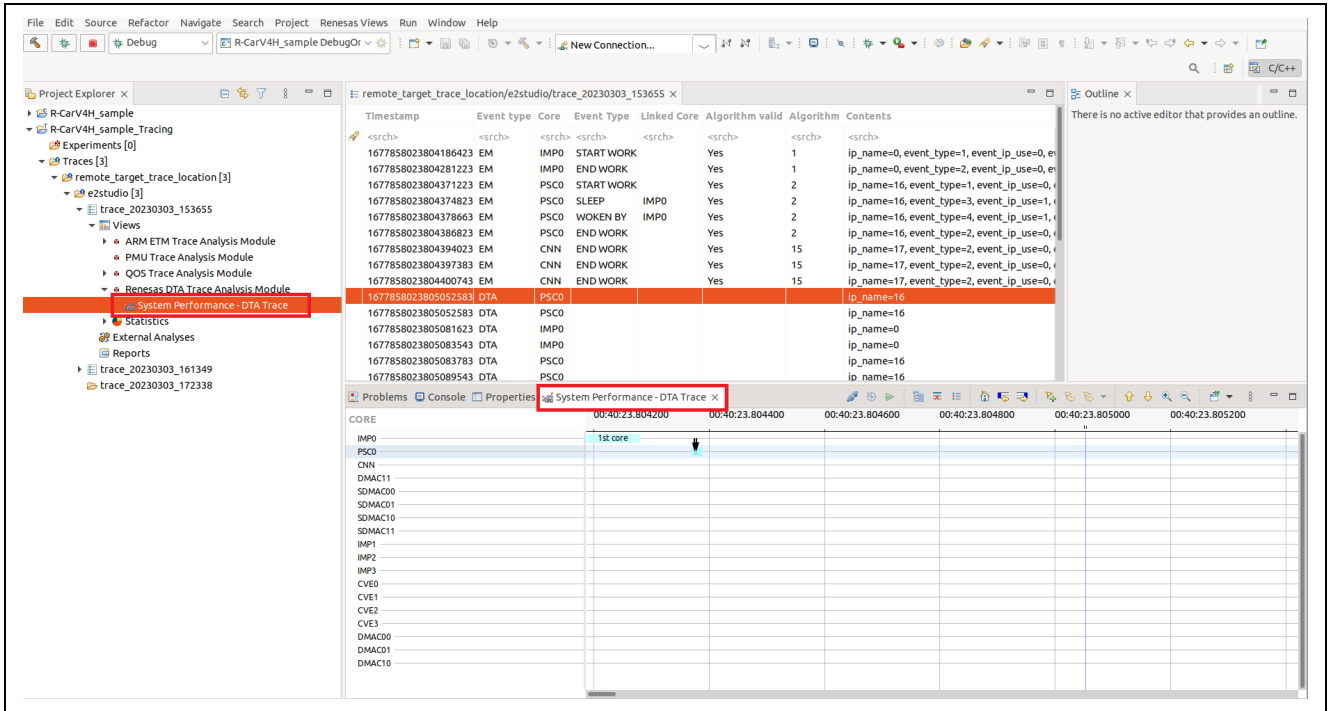 File Edit Source Refactor Navigate Search Project Renesas Views Run Window Help
Debug R-CarV4H_sample DebugOr New Connection...
C/C++
Project Explorer
R-CarV4H_sample
R-CarV4H_sample_Tracing
Experiments [0]
Traces [3]
remote_target_trace_location [3]
e2studio [3]
trace_20230303_153655
Views
ARM ETM Trace Analysis Module
PMU Trace Analysis Module
QOS Trace Analysis Module
Renesas DTA Trace Analysis Module
System Performance - DTA Trace
Statistics
External Analyses
Reports
trace_20230303_161349
trace_20230303_172338
remote_target_trace_location/e2studio/trace_20230303_153655
Timestamp Event type Core Event Type Linked Core Algorithm valid Algorithm Contents
<srch> <srch> <srch> <srch> <srch> <srch> <srch> <srch>
1677858023804186423 EM IMP0 START WORK Yes 1 ip_name=0, event_type=1, event_ip_use=0, e
1677858023804281223 EM IMP0 END WORK Yes 1 ip_name=0, event_type=2, event_ip_use=0, e
1677858023804371223 EM PSC0 START WORK Yes 2 ip_name=16, event_type=1, event_ip_use=0,
1677858023804374823 EM PSC0 SLEEP IMP0 Yes 2 ip_name=16, event_type=3, event_ip_use=1,
1677858023804378663 EM PSC0 WOKEN BY IMP0 Yes 2 ip_name=16, event_type=4, event_ip_use=1,
1677858023804386823 EM PSC0 END WORK Yes 2 ip_name=16, event_type=2, event_ip_use=0,
1677858023804394023 EM CNN END WORK Yes 15 ip_name=17, event_type=2, event_ip_use=0,
1677858023804397383 EM CNN END WORK Yes 15 ip_name=17, event_type=2, event_ip_use=0,
1677858023804400743 EM CNN END WORK Yes 15 ip_name=17, event_type=2, event_ip_use=0,
1677858023805052583 DTA PSC0 ip_name=16
1677858023805052583 DTA PSC0 ip_name=16
1677858023805081623 DTA IMP0 ip_name=0
1677858023805083543 DTA IMP0 ip_name=0
1677858023805083783 DTA PSC0 ip_name=16
1677858023805089543 DTA PSC0 ip_name=16
Outline
There is no active editor that provides an outline.
Problems Console Properties System Performance - DTA Trace
CORE
00:40:23.804200 00:40:23.804400 00:40:23.804600 00:40:23.804800 00:40:23.805000 00:40:23.805200
IMP0 1st core
PSC0
CNN
DMAC11
SDMAC00
SDMAC01
SDMAC10
SDMAC11
IMP1
IMP2
IMP3
CVE0
CVE1
CVE2
CVE3
DMAC00
DMAC01
DMAC10